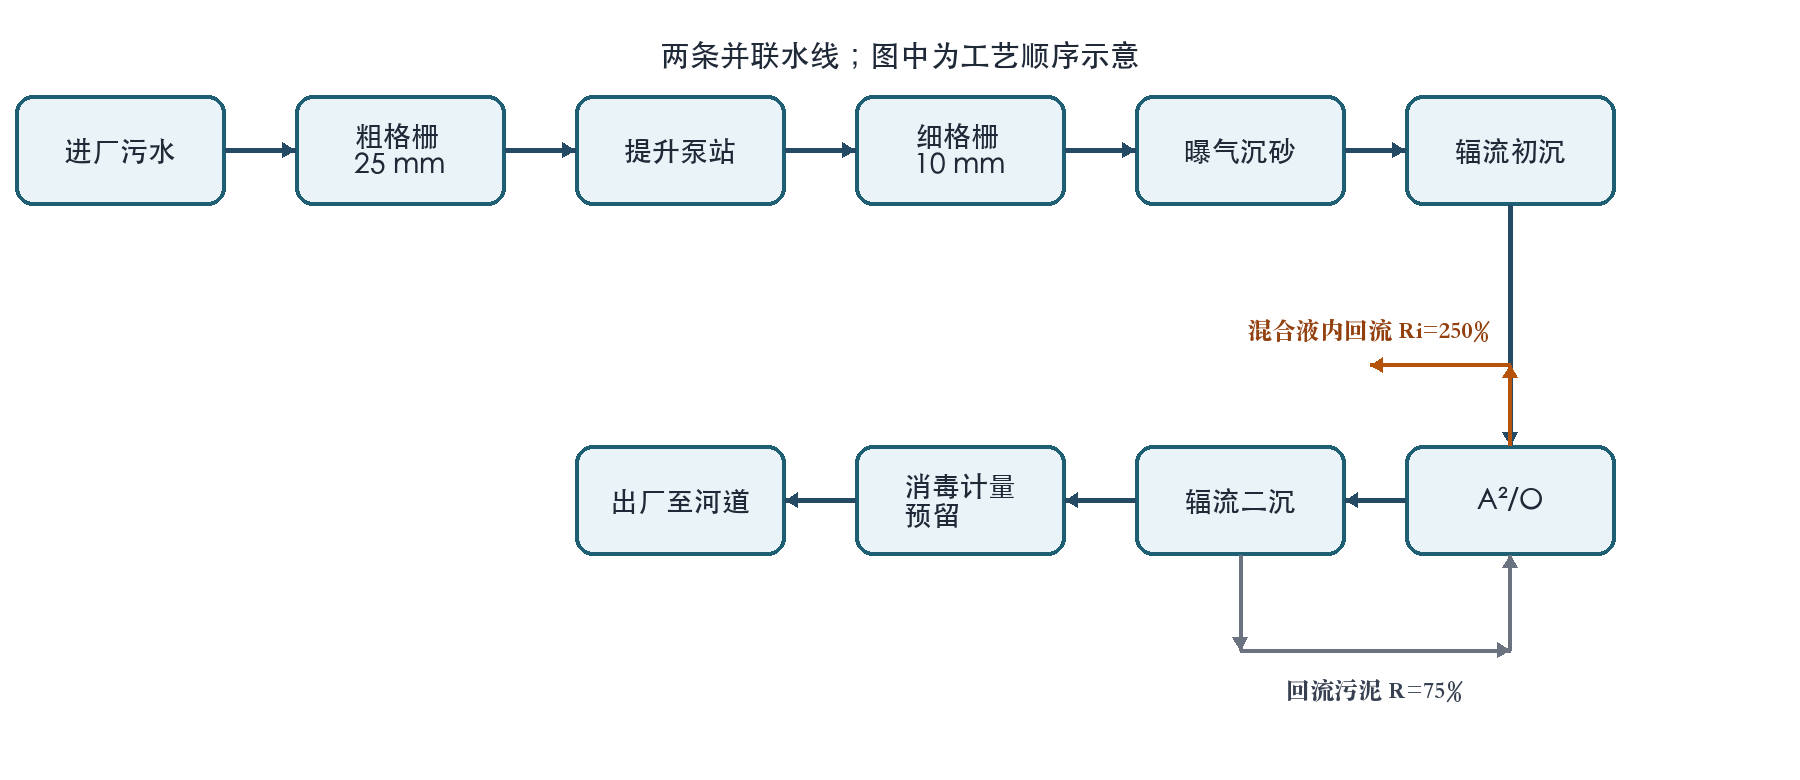 两条并联水线；图中为工艺顺序示意
进厂污水
粗格栅
25 mm
提升泵站
细格栅
10 mm
曝气沉砂
辐流初沉
混合液内回流 Ri=250%
出厂至河道
消毒计量
预留
辐流二沉
A²/O
回流污泥 R=75%